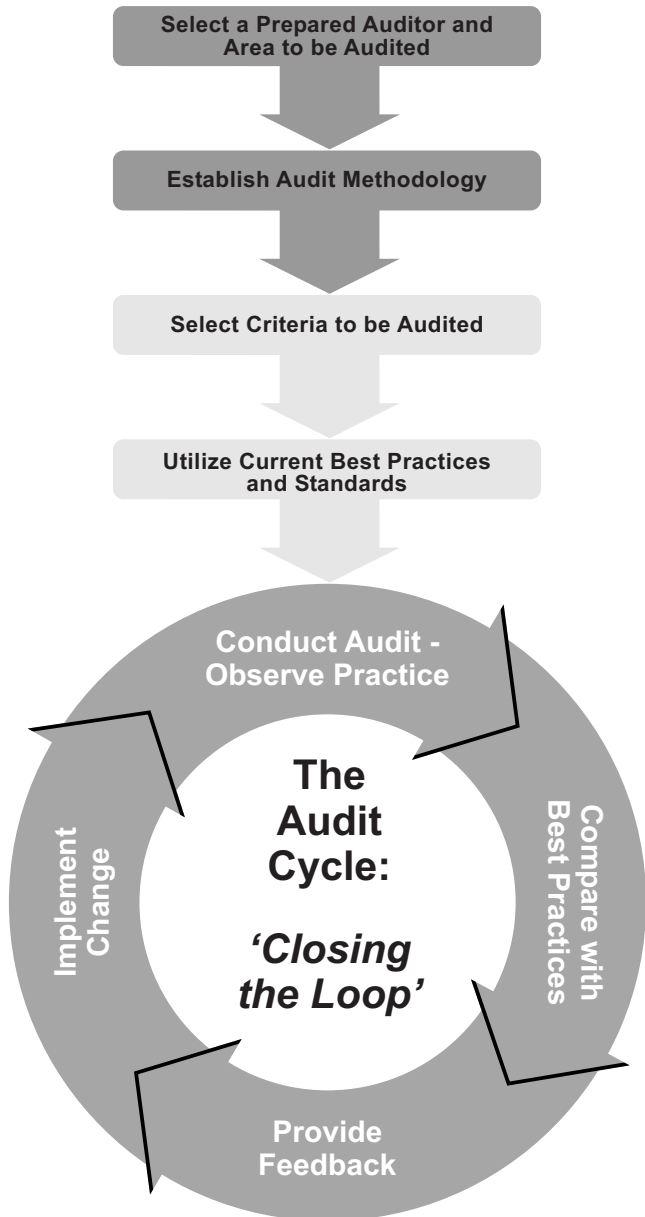 Select a Prepared Auditor and
Area to be Audited
Establish Audit Methodology
Select Criteria to be Audited
Utilize Current Best Practices
and Standards
Conduct Audit -
Observe Practice
Compare with
Best Practices
Provide
Feedback
Implement
Change
The
Audit
Cycle:
‘Closing
the Loop’